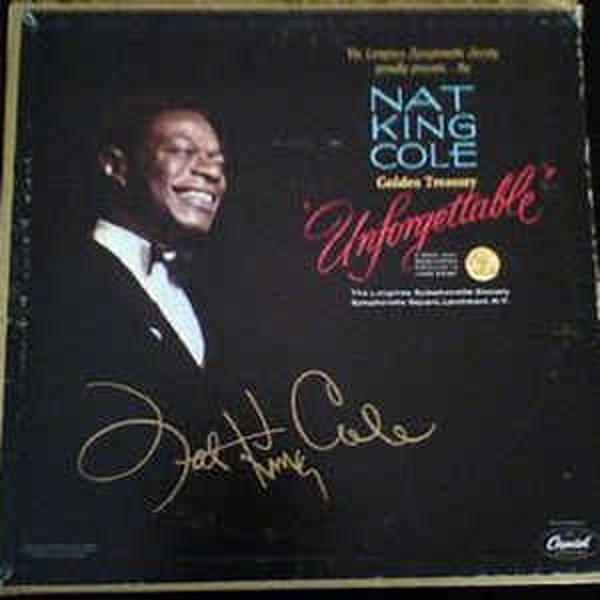 The Longines Symphonette Society
proudly presents The
NAT
KING
COLE
Golden Treasury
"Unforgettable"
The Longines Symphonette Society
Symphonette Square, Larchmont, N.Y.
Nat King Cole
Capitol